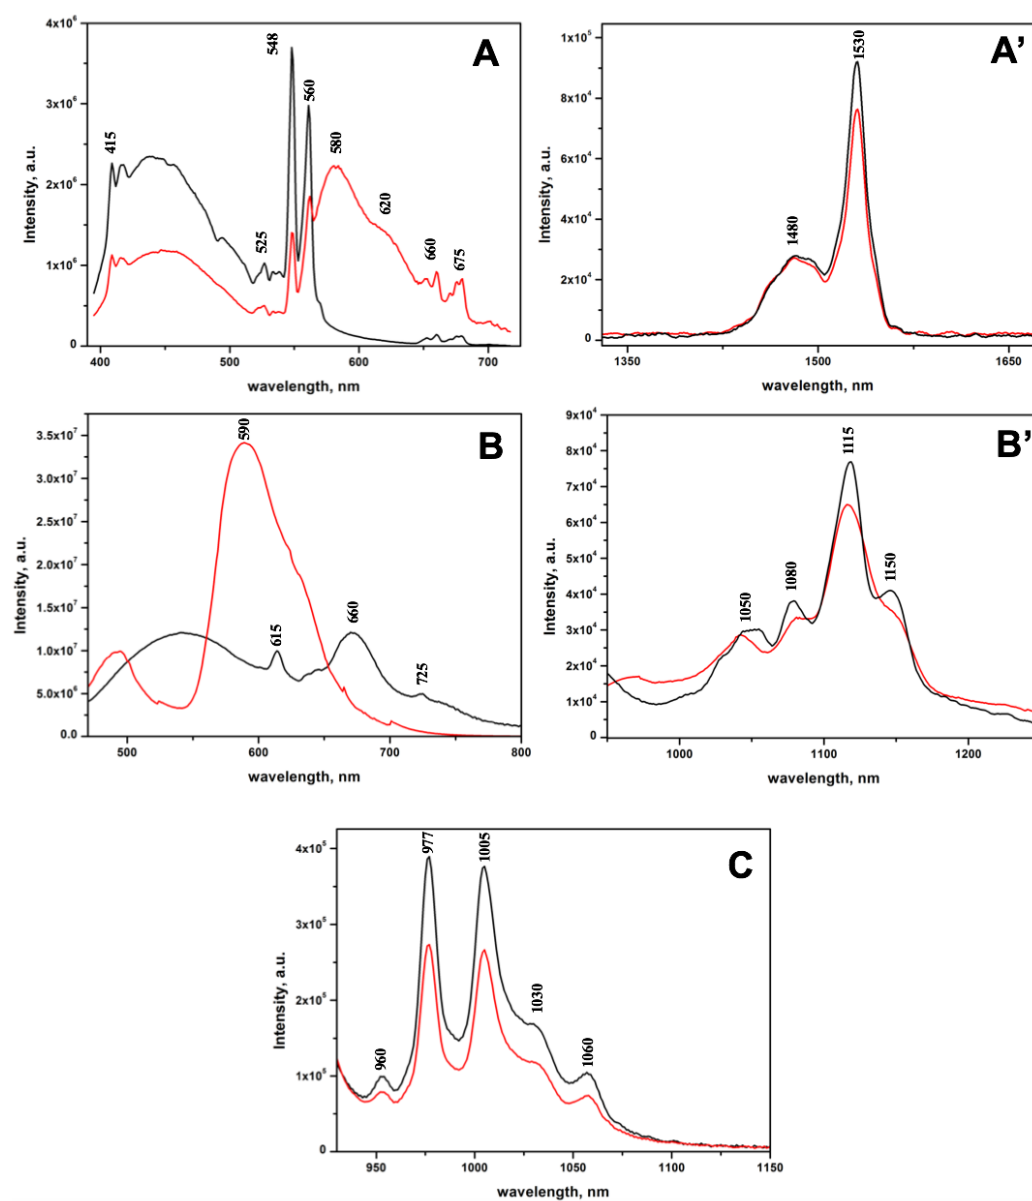 A
4x10⁶
3x10⁶
2x10⁶
1x10⁶
0
Intensity, a.u.
415
525
548
560
580
620
660
675
400 500 600 700
wavelength, nm
A’
1x10⁵
8x10⁴
6x10⁴
4x10⁴
2x10⁴
0
Intensity, a.u.
1480
1530
1350 1500 1650
wavelength, nm
B
3.5x10⁷
3.0x10⁷
2.5x10⁷
2.0x10⁷
1.5x10⁷
1.0x10⁷
5.0x10⁶
0.0
Intensity, a.u.
590
615
660
725
500 600 700 800
wavelength, nm
B’
9x10⁴
8x10⁴
7x10⁴
6x10⁴
5x10⁴
4x10⁴
3x10⁴
2x10⁴
1x10⁴
0
Intensity, a.u.
1050
1080
1115
1150
1000 1100 1200
wavelength, nm
C
4x10⁵
3x10⁵
2x10⁵
1x10⁵
0
Intensity, a.u.
960
977
1005
1030
1060
950 1000 1050 1100 1150
wavelength, nm